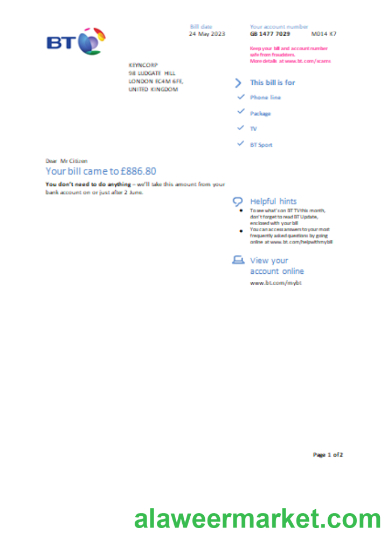 BT
Bill date
24 May 2023
Your account number
GB 1477 7029 M014 K7
Keep your bill and account number
safe from fraudsters.
More details at www.bt.com/scams
KEYNCORP
98 LUDGATE HILL
LONDON EC4M 6FE,
UNITED KINGDOM
This bill is for
Phone line
Package
TV
BT Sport
Dear Mr Citizen
Your bill came to £886.80
You don't need to do anything – we'll take this amount from your
bank account on or just after 2 June.
Helpful hints
To see what's on BT TV this month,
don't forget to read BT Update,
enclosed with your bill
You can access answers to your most
frequently asked questions by going
online at www.bt.com/helpwithmybill
View your
account online
www.bt.com/mybt
Page 1 of 2
alaweermarket.com